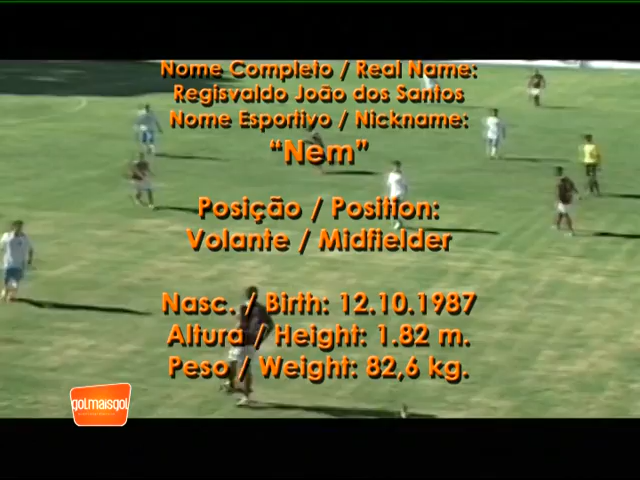 Nome Completo / Real Name:
Regisvaldo João dos Santos
Nome Esportivo / Nickname:
“Nem”
Posição / Position:
Volante / Midfielder
Nasc. / Birth: 12.10.1987
Altura / Height: 1.82 m.
Peso / Weight: 82,6 kg.
golmaisgol